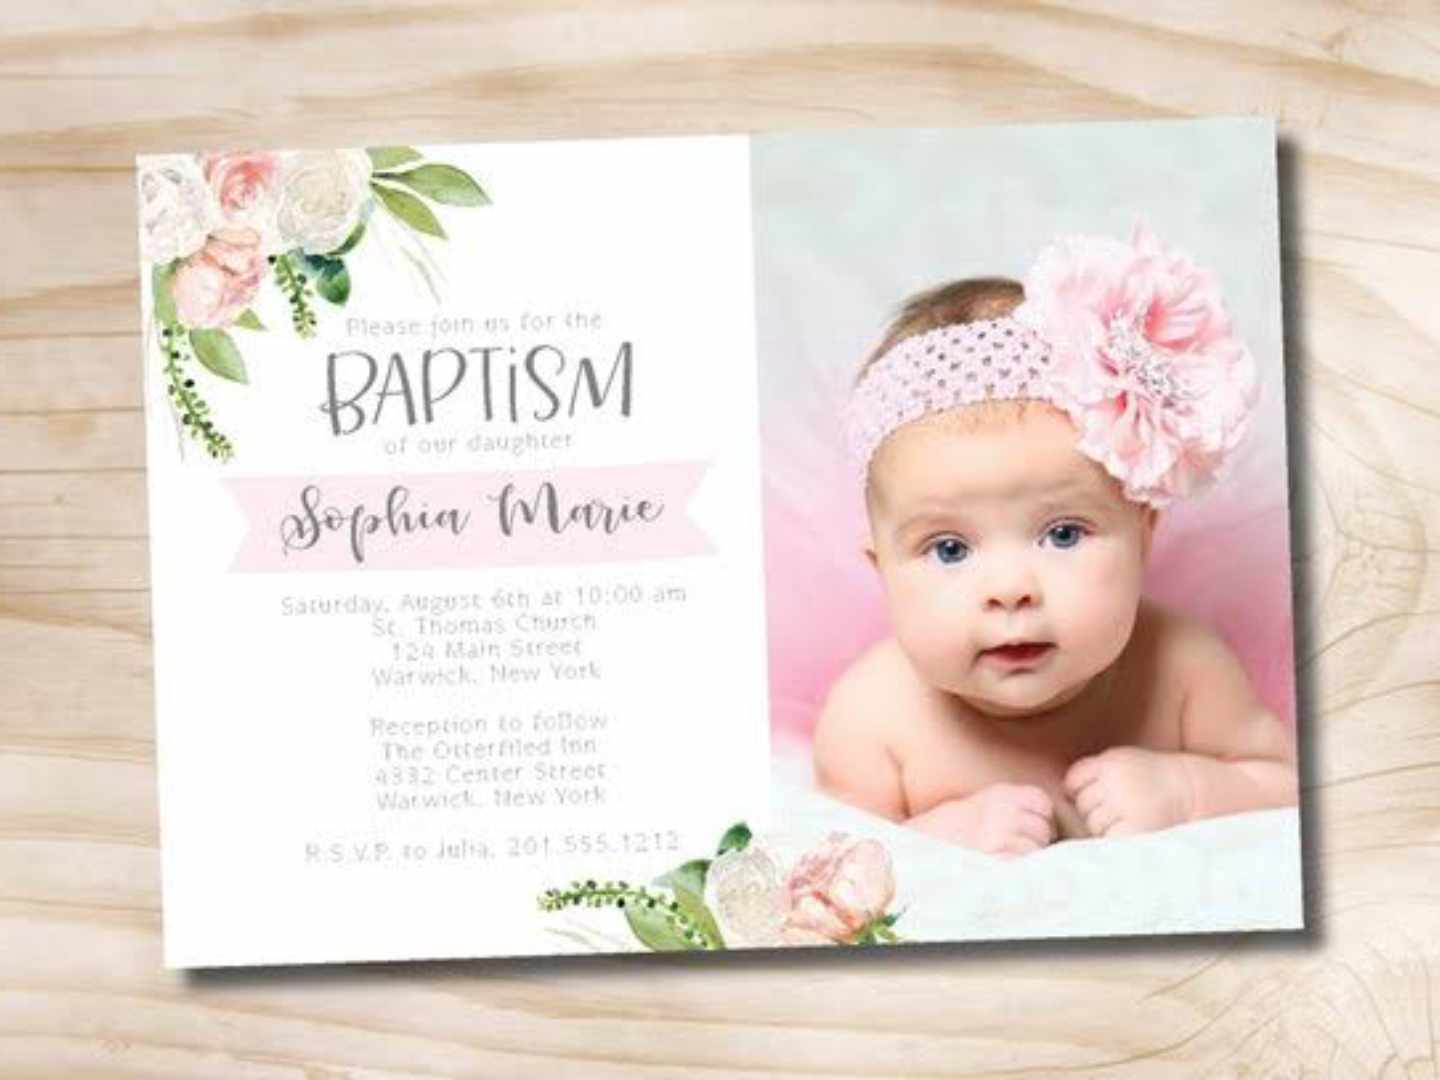 Please join us for the
BAPTiSM
of our daughter
Sophia Marie
Saturday, August 6th at 10:00 am
St. Thomas Church
124 Main Street
Warwick, New York
Reception to follow
The Otterfiled Inn
4332 Center Street
Warwick, New York
R.S.V.P. to Julia, 201.555.1212